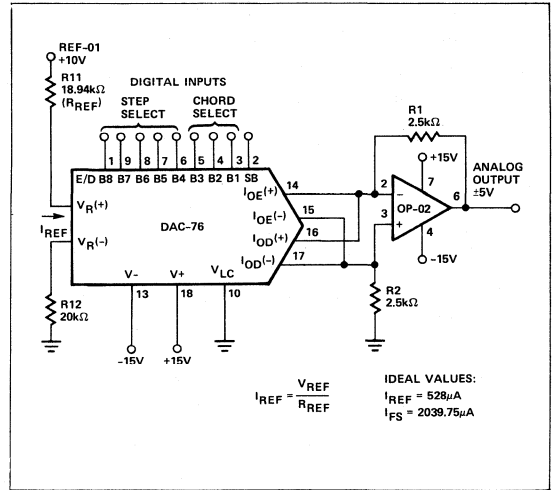 REF-01
+10V
R11
18.94kΩ
(RREF)
DIGITAL INPUTS
STEP SELECT
CHORD SELECT
1 9 8 7 6 5 4 3 2
E/D B8 B7 B6 B5 B4 B3 B2 B1 SB
VR(+)
IREF
VR(-)
DAC-76
IOE(+)
IOE(-)
IOD(+)
IOD(-)
14
15
16
17
V-
V+
VLC
13
18
10
-15V
+15V
R12
20kΩ
R1
2.5kΩ
+15V
7
2
−
OP-02
3
+
6
4
-15V
ANALOG
OUTPUT
±5V
R2
2.5kΩ
IREF = VREF / RREF
IDEAL VALUES:
IREF = 528μA
IFS = 2039.75μA